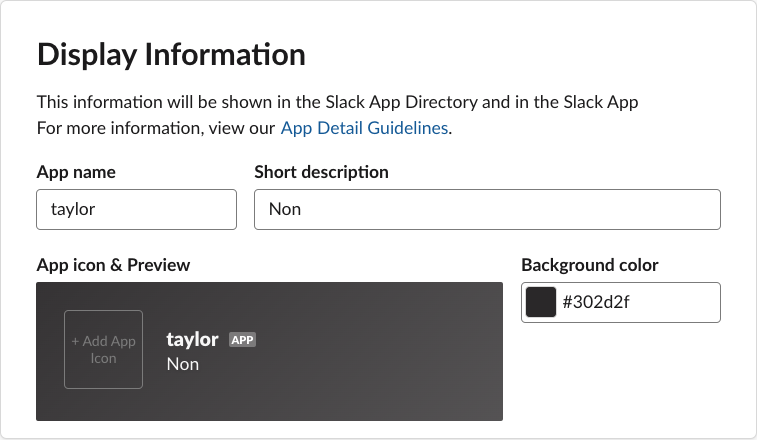 Display Information
This information will be shown in the Slack App Directory and in the Slack App
For more information, view our App Detail Guidelines.
App name
Short description
taylor
Non
App icon & Preview
Background color
#302d2f
+ Add App
Icon
taylor APP
Non